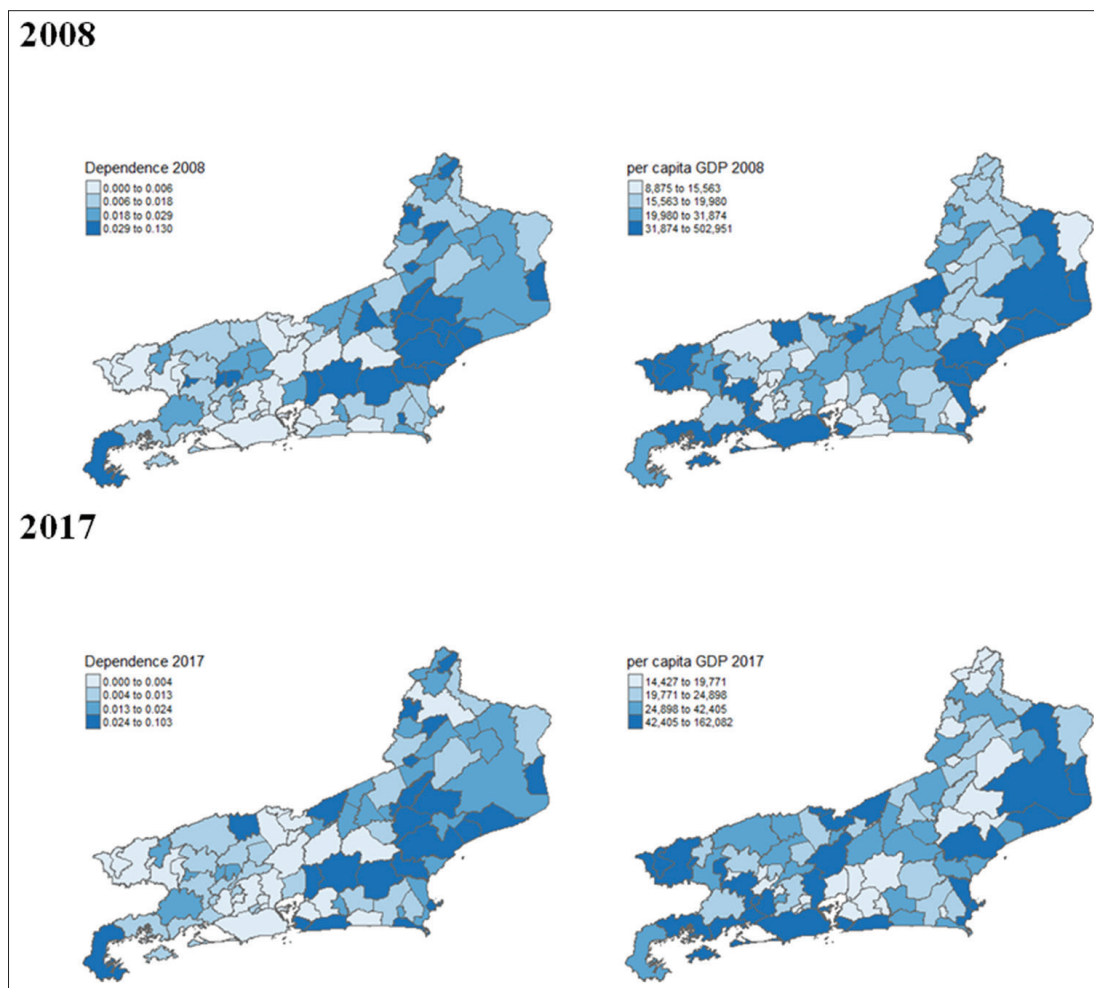 2008
Dependence 2008
0.000 to 0.006
0.006 to 0.018
0.018 to 0.029
0.029 to 0.130
per capita GDP 2008
8,875 to 15,563
15,563 to 19,980
19,980 to 31,874
31,874 to 502,951
2017
Dependence 2017
0.000 to 0.004
0.004 to 0.013
0.013 to 0.024
0.024 to 0.103
per capita GDP 2017
14,427 to 19,771
19,771 to 24,898
24,898 to 42,405
42,405 to 162,082